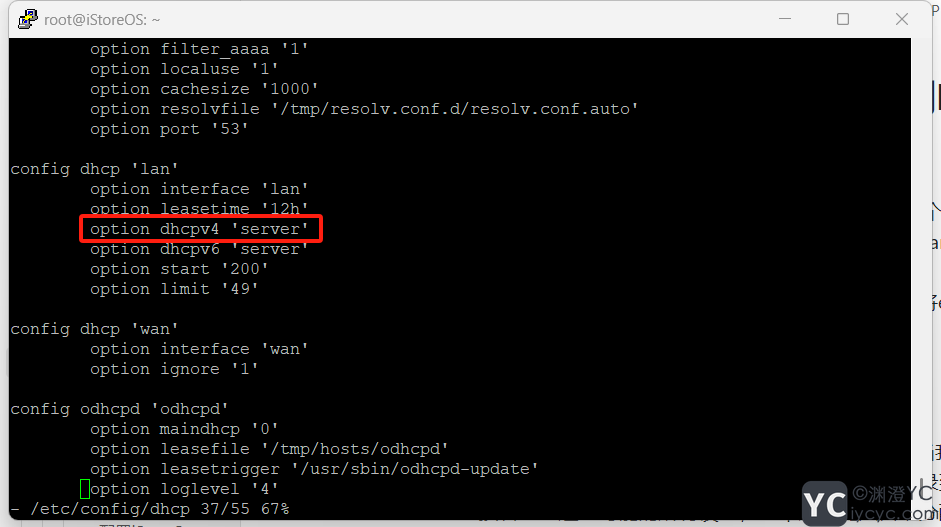 root@iStoreOS: ~
        option filter_aaaa '1'
        option localuse '1'
        option cachesize '1000'
        option resolvfile '/tmp/resolv.conf.d/resolv.conf.auto'
        option port '53'

config dhcp 'lan'
        option interface 'lan'
        option leasetime '12h'
        option dhcpv4 'server'
        option dhcpv6 'server'
        option start '200'
        option limit '49'

config dhcp 'wan'
        option interface 'wan'
        option ignore '1'

config odhcpd 'odhcpd'
        option maindhcp '0'
        option leasefile '/tmp/hosts/odhcpd'
        option leasetrigger '/usr/sbin/odhcpd-update'
        option loglevel '4'
- /etc/config/dhcp 37/55 67%
YC ©渊澄YC
iycyc.com